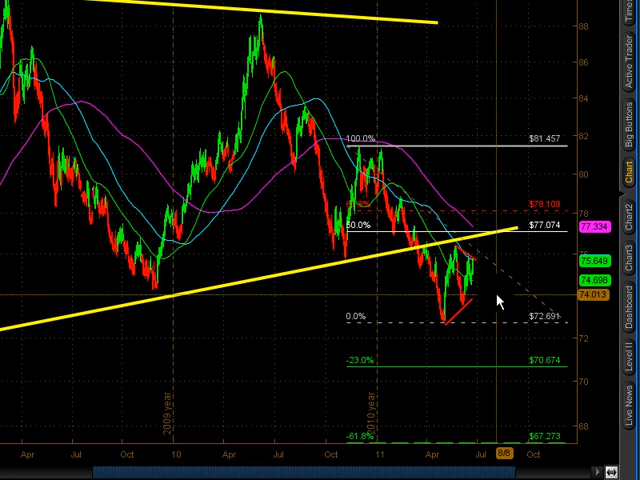 88
86
84
82
80
78
77.334
75.649
74.698
74.013
72
70
68
100.0%
$81.457
$78.108
50.0%
$77.074
0.0%
$72.691
-23.0%
$70.674
-61.8%
$67.273
2009 year
2010 year
Apr
Jul
Oct
10
Apr
Jul
Oct
11
Apr
Jul
8/8
Oct
Active Trader
Big Buttons
Chart
Chart2
Chart3
Dashboard
Level II
Live News